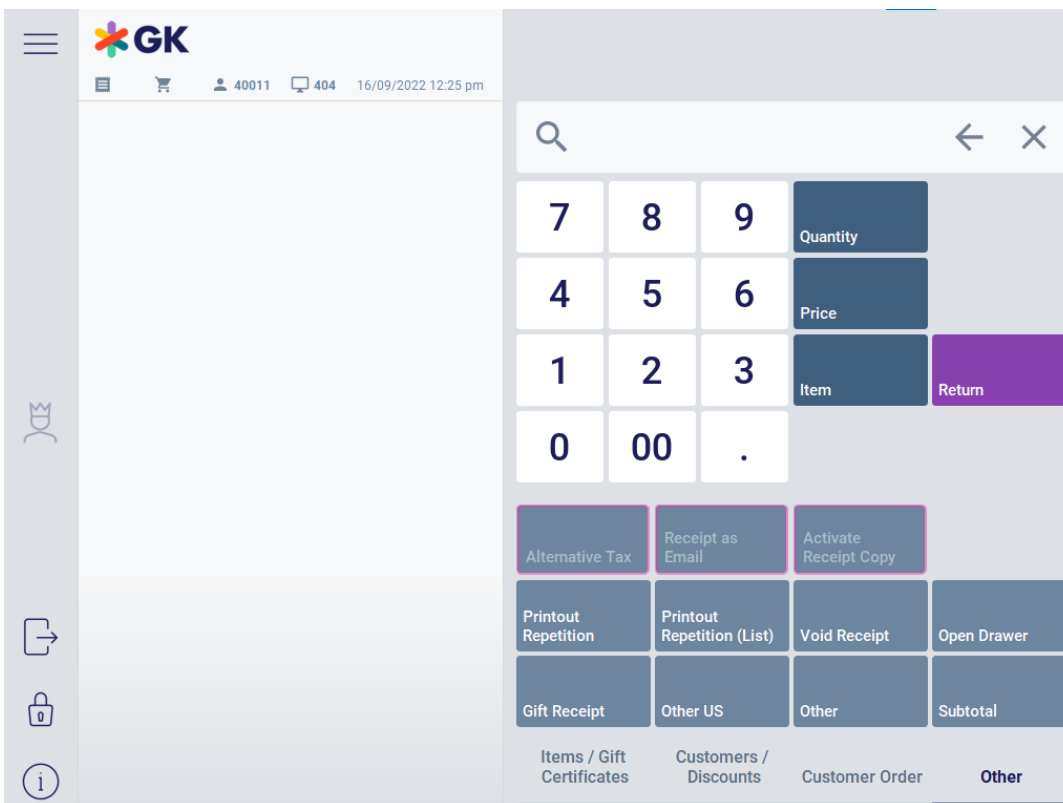 GK
40011 404 16/09/2022 12:25 pm
7 8 9 Quantity
4 5 6 Price
1 2 3 Item Return
0 00 .
Alternative Tax
Receipt as
Email
Activate
Receipt Copy
Printout
Repetition
Printout
Repetition (List)
Void Receipt
Open Drawer
Gift Receipt
Other US
Other
Subtotal
Items / Gift
Certificates
Customers /
Discounts
Customer Order
Other
i